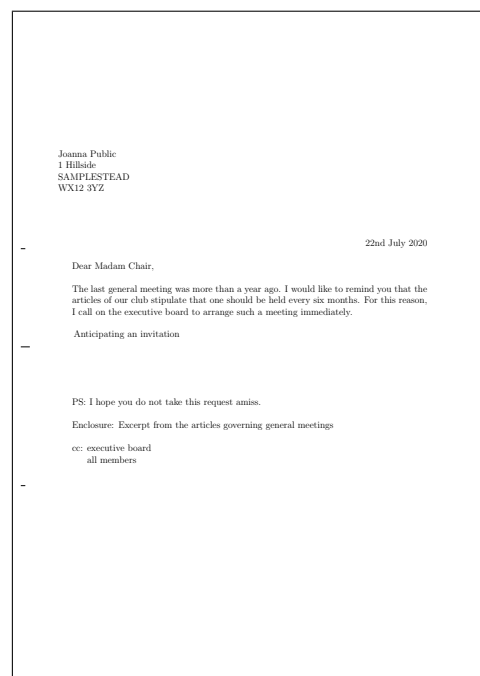 Joanna Public
1 Hillside
SAMPLESTEAD
WX12 3YZ
22nd July 2020
Dear Madam Chair,
The last general meeting was more than a year ago. I would like to remind you that the
articles of our club stipulate that one should be held every six months. For this reason,
I call on the executive board to arrange such a meeting immediately.
Anticipating an invitation
PS: I hope you do not take this request amiss.
Enclosure: Excerpt from the articles governing general meetings
cc: executive board
all members